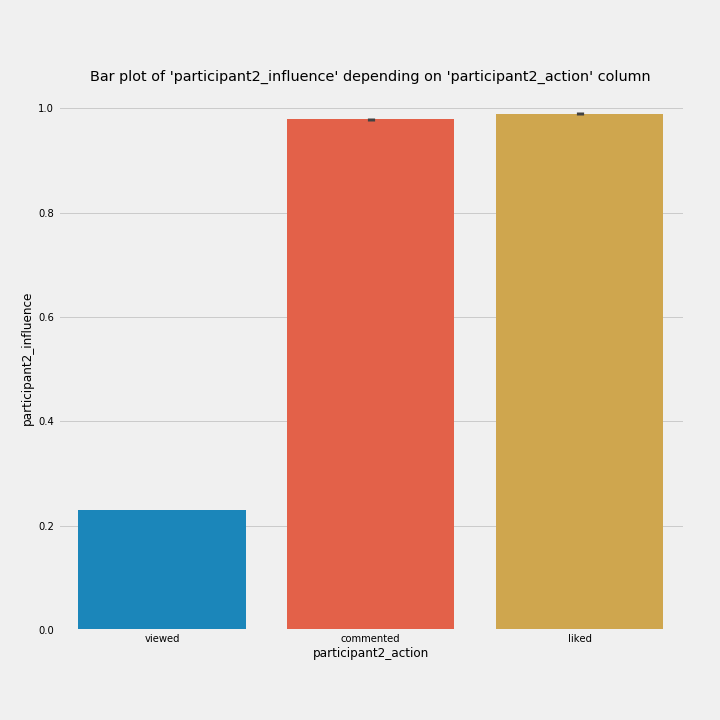 Bar plot of 'participant2_influence' depending on 'participant2_action' column
1.0
0.8
0.6
0.4
0.2
0.0
participant2_influence
viewed commented liked
participant2_action